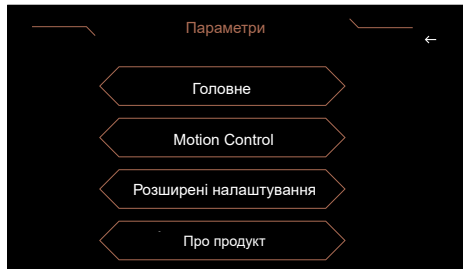 Параметри
Головне
Motion Control
Розширені налаштування
Про продукт